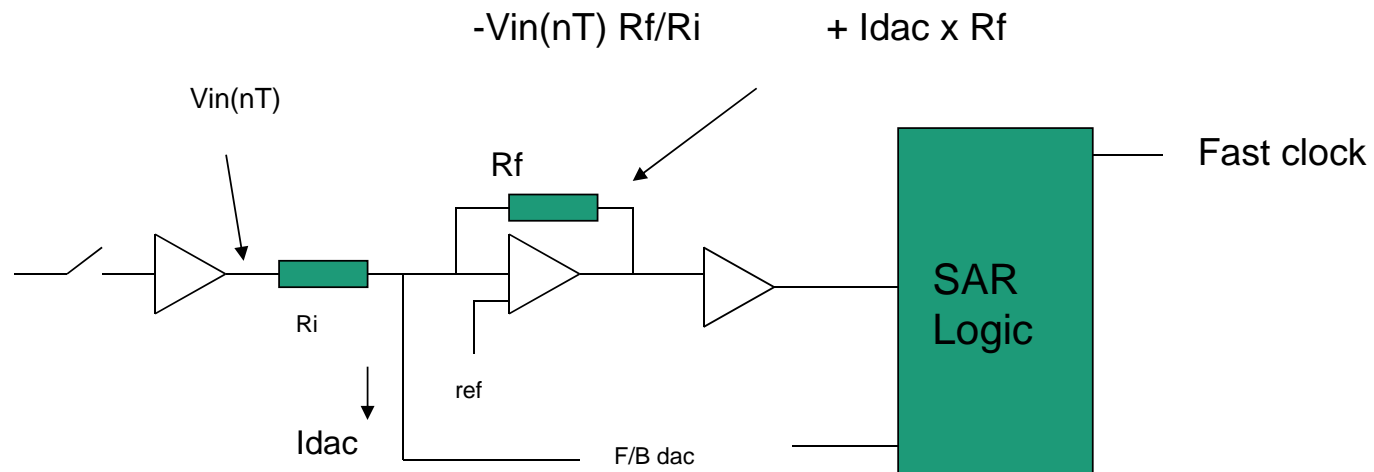 -Vin(nT) Rf/Ri + Idac x Rf
Vin(nT)
Rf
Fast clock
SAR
Logic
Ri
ref
Idac
F/B dac